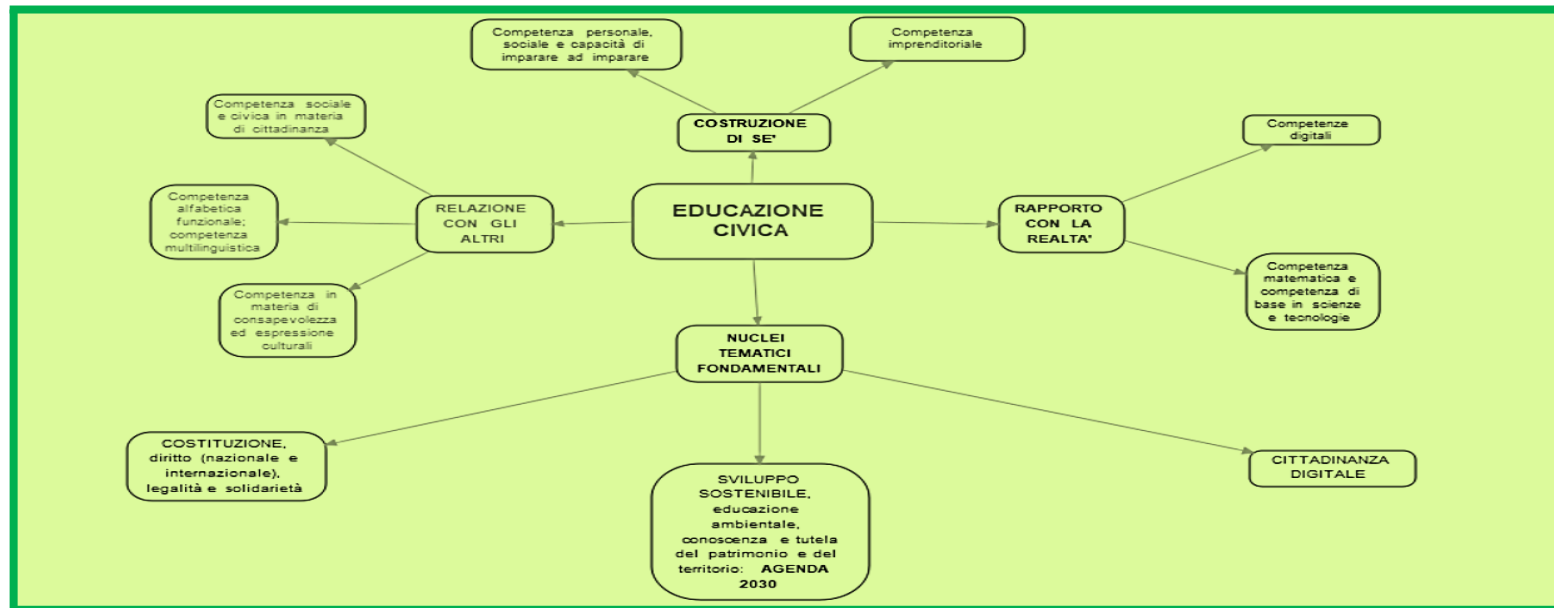 Competenza personale,
sociale e capacità di
imparare ad imparare
Competenza
imprenditoriale
Competenza sociale
e civica in materia
di cittadinanza
COSTRUZIONE
DI SE'
Competenze
digitali
Competenza
alfabetica
funzionale;
competenza
multilinguistica
RELAZIONE
CON GLI
ALTRI
EDUCAZIONE
CIVICA
RAPPORTO
CON LA
REALTA'
Competenza in
materia di
consapevolezza
ed espressione
culturali
Competenza
matematica e
competenza di
base in scienze
e tecnologie
NUCLEI
TEMATICI
FONDAMENTALI
COSTITUZIONE,
diritto (nazionale e
internazionale),
legalità e solidarietà
SVILUPPO
SOSTENIBILE,
educazione
ambientale,
conoscenza e tutela
del patrimonio e del
territorio: AGENDA
2030
CITTADINANZA
DIGITALE